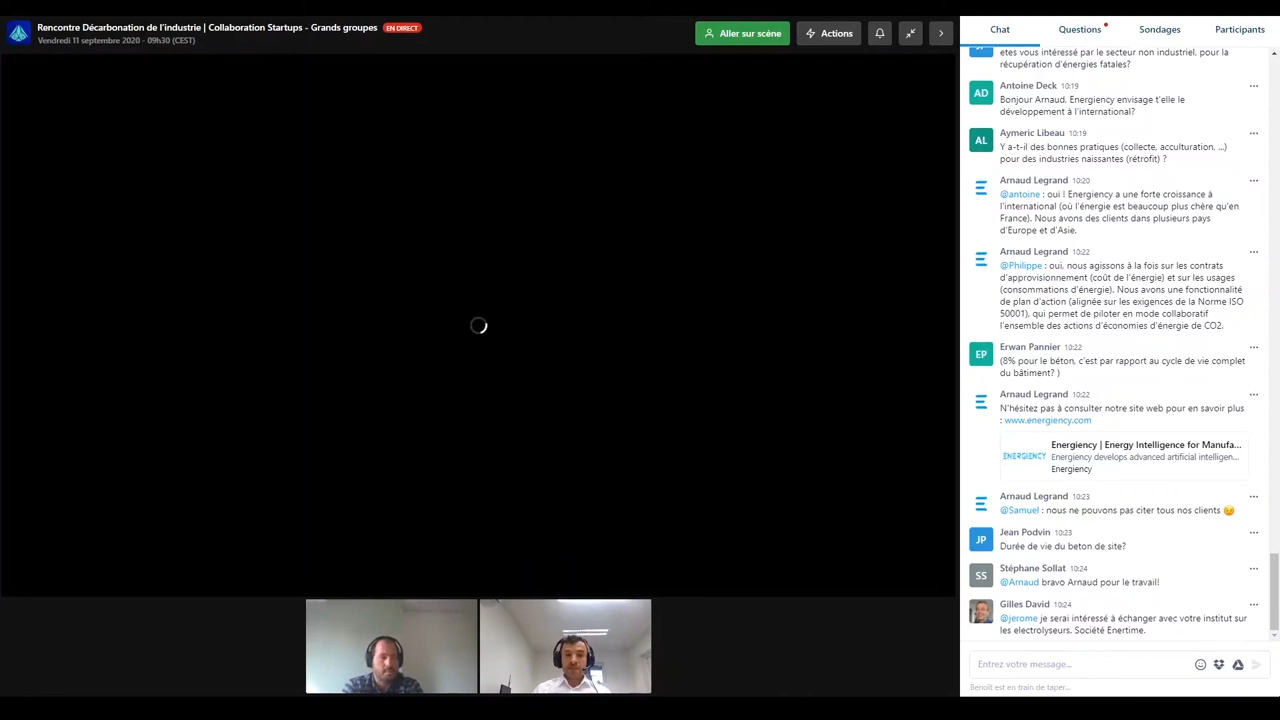 Rencontre Décarbonation de l'industrie | Collaboration Startups - Grands groupes
EN DIRECT
Vendredi 11 septembre 2020 - 09h30 (CEST)
Aller sur scène
Actions
Chat
Questions
Sondages
Participants
etes vous intéressé par le secteur non industriel, pour la
récupération d'énergies fatales?
AD
Antoine Deck 10:19
Bonjour Arnaud, Energiency envisage t'elle le
développement à l'international?
AL
Aymeric Libeau 10:19
Y a-t-il des bonnes pratiques (collecte, acculturation, ...)
pour des industries naissantes (rétrofit) ?
Arnaud Legrand 10:20
@antoine : oui ! Energiency a une forte croissance à
l'international (où l'énergie est beaucoup plus chère qu'en
France). Nous avons des clients dans plusieurs pays
d'Europe et d'Asie.
Arnaud Legrand 10:22
@Philippe : oui, nous agissons à la fois sur les contrats
d'approvisionnement (coût de l'énergie) et sur les usages
(consommations d'énergie). Nous avons une fonctionnalité
de plan d'action (alignée sur les exigences de la Norme ISO
50001), qui permet de piloter en mode collaboratif
l'ensemble des actions d'économies d'énergie de CO2.
EP
Erwan Pannier 10:22
(8% pour le béton, c'est par rapport au cycle de vie complet
du bâtiment? )
Arnaud Legrand 10:22
N'hésitez pas à consulter notre site web pour en savoir plus
: www.energiency.com
ENERGIENCY
Energiency | Energy Intelligence for Manufa...
Energiency develops advanced artificial intelligen...
Energiency
Arnaud Legrand 10:23
@Samuel : nous ne pouvons pas citer tous nos clients 😉
JP
Jean Podvin 10:23
Durée de vie du beton de site?
SS
Stéphane Sollat 10:24
@Arnaud bravo Arnaud pour le travail!
Gilles David 10:24
@jerome je serai intéressé à échanger avec votre institut sur
les electrolyseurs. Société Enertime.
Entrez votre message...
Benoît est en train de taper...